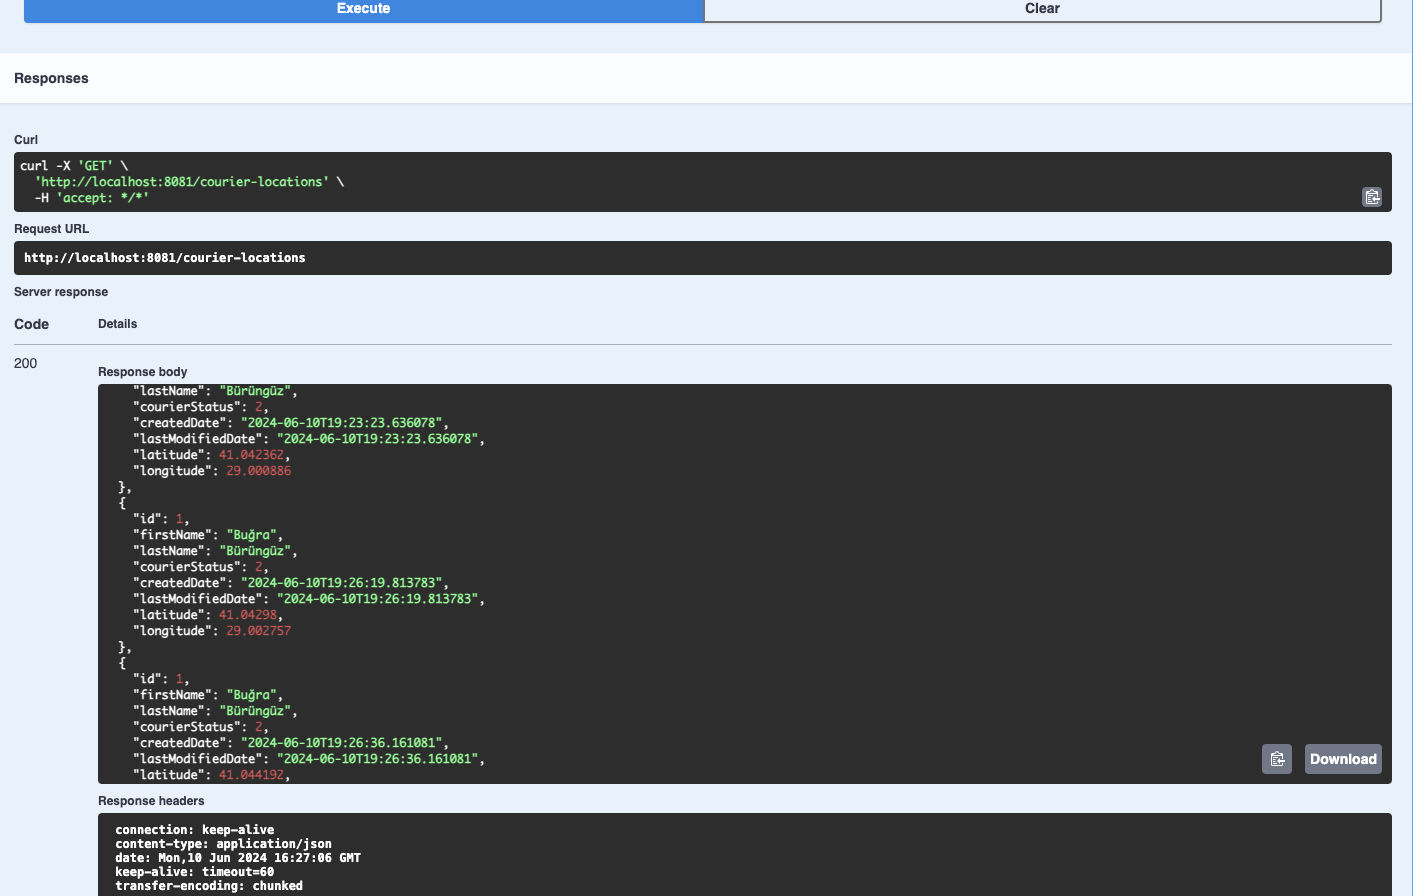 Execute
Clear
Responses
Curl
curl -X 'GET' \
'http://localhost:8081/courier-locations' \
-H 'accept: */*'
Request URL
http://localhost:8081/courier-locations
Server response
Code
Details
200
Response body
"lastName": "Bürüngüz",
"courierStatus": 2,
"createdDate": "2024-06-10T19:23:23.636078",
"lastModifiedDate": "2024-06-10T19:23:23.636078",
"latitude": 41.042362,
"longitude": 29.000886
},
{
"id": 1,
"firstName": "Buğra",
"lastName": "Bürüngüz",
"courierStatus": 2,
"createdDate": "2024-06-10T19:26:19.813783",
"lastModifiedDate": "2024-06-10T19:26:19.813783",
"latitude": 41.04298,
"longitude": 29.002757
},
{
"id": 1,
"firstName": "Buğra",
"lastName": "Bürüngüz",
"courierStatus": 2,
"createdDate": "2024-06-10T19:26:36.161081",
"lastModifiedDate": "2024-06-10T19:26:36.161081",
"latitude": 41.044192,
Download
Response headers
connection: keep-alive
content-type: application/json
date: Mon,10 Jun 2024 16:27:06 GMT
keep-alive: timeout=60
transfer-encoding: chunked